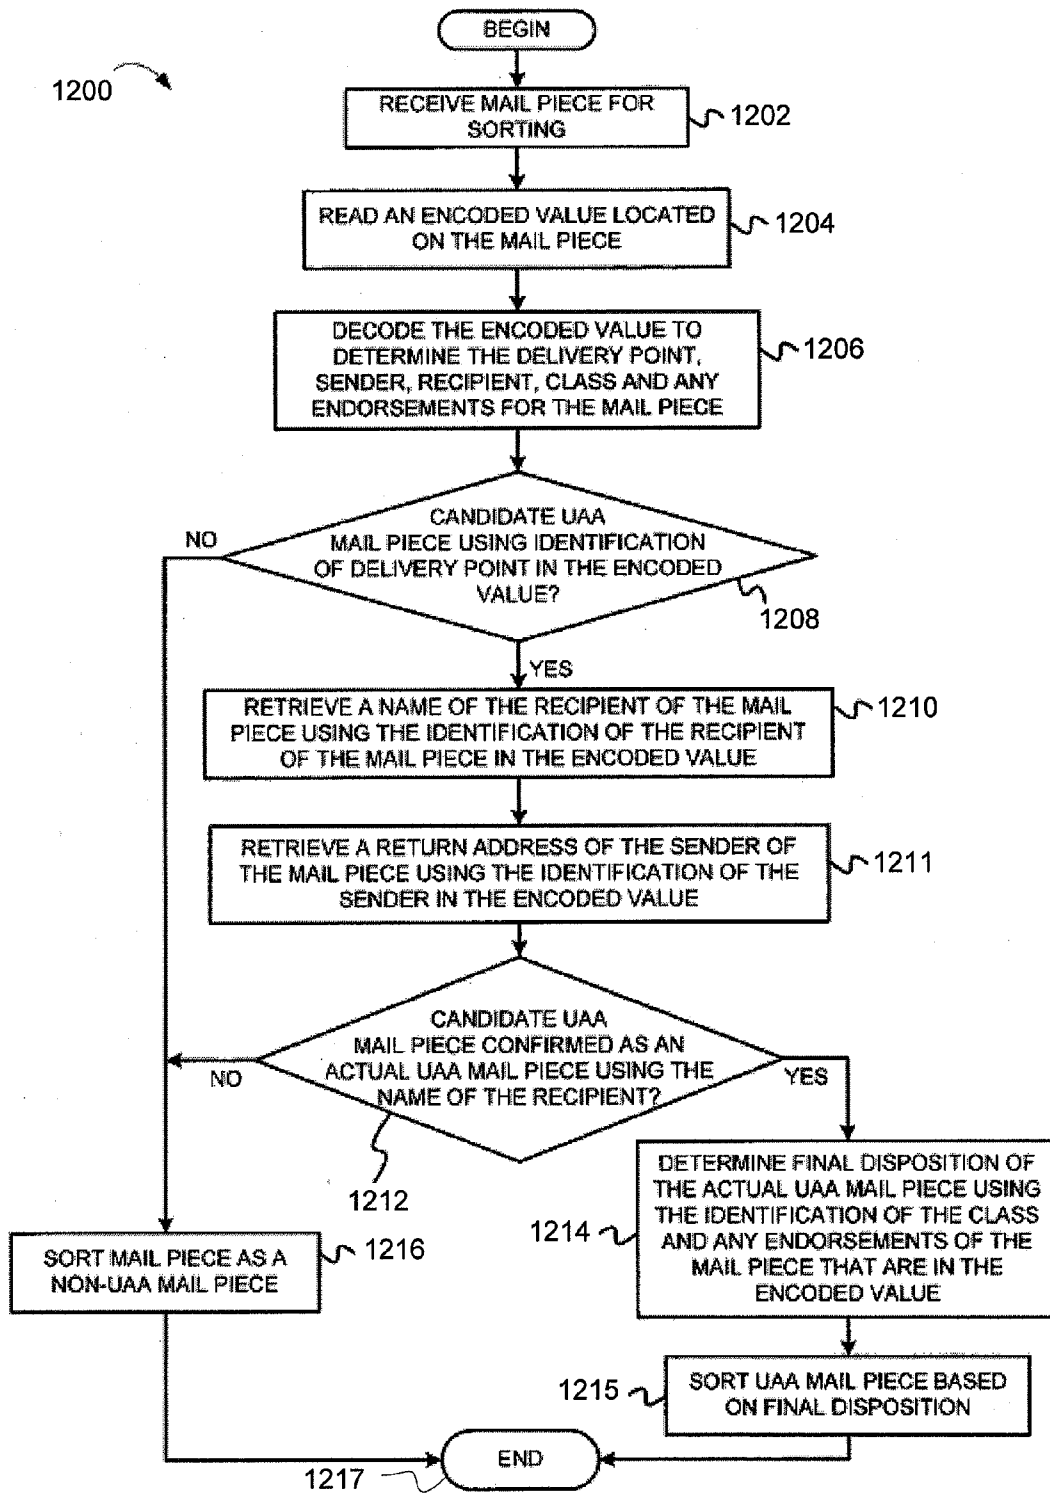 BEGIN
1200
RECEIVE MAIL PIECE FOR
SORTING
1202
READ AN ENCODED VALUE LOCATED
ON THE MAIL PIECE
1204
DECODE THE ENCODED VALUE TO
DETERMINE THE DELIVERY POINT,
SENDER, RECIPIENT, CLASS AND ANY
ENDORSEMENTS FOR THE MAIL PIECE
1206
CANDIDATE UAA
MAIL PIECE USING IDENTIFICATION
OF DELIVERY POINT IN THE ENCODED
VALUE?
NO
1208
YES
RETRIEVE A NAME OF THE RECIPIENT OF THE MAIL
PIECE USING THE IDENTIFICATION OF THE RECIPIENT
OF THE MAIL PIECE IN THE ENCODED VALUE
1210
RETRIEVE A RETURN ADDRESS OF THE SENDER OF
THE MAIL PIECE USING THE IDENTIFICATION OF THE
SENDER IN THE ENCODED VALUE
1211
CANDIDATE UAA
MAIL PIECE CONFIRMED AS AN
ACTUAL UAA MAIL PIECE USING THE
NAME OF THE RECIPIENT?
NO
YES
1212
DETERMINE FINAL DISPOSITION OF
THE ACTUAL UAA MAIL PIECE USING
THE IDENTIFICATION OF THE CLASS
AND ANY ENDORSEMENTS OF THE
MAIL PIECE THAT ARE IN THE
ENCODED VALUE
1214
SORT MAIL PIECE AS A
NON-UAA MAIL PIECE
1216
SORT UAA MAIL PIECE BASED
ON FINAL DISPOSITION
1215
END
1217